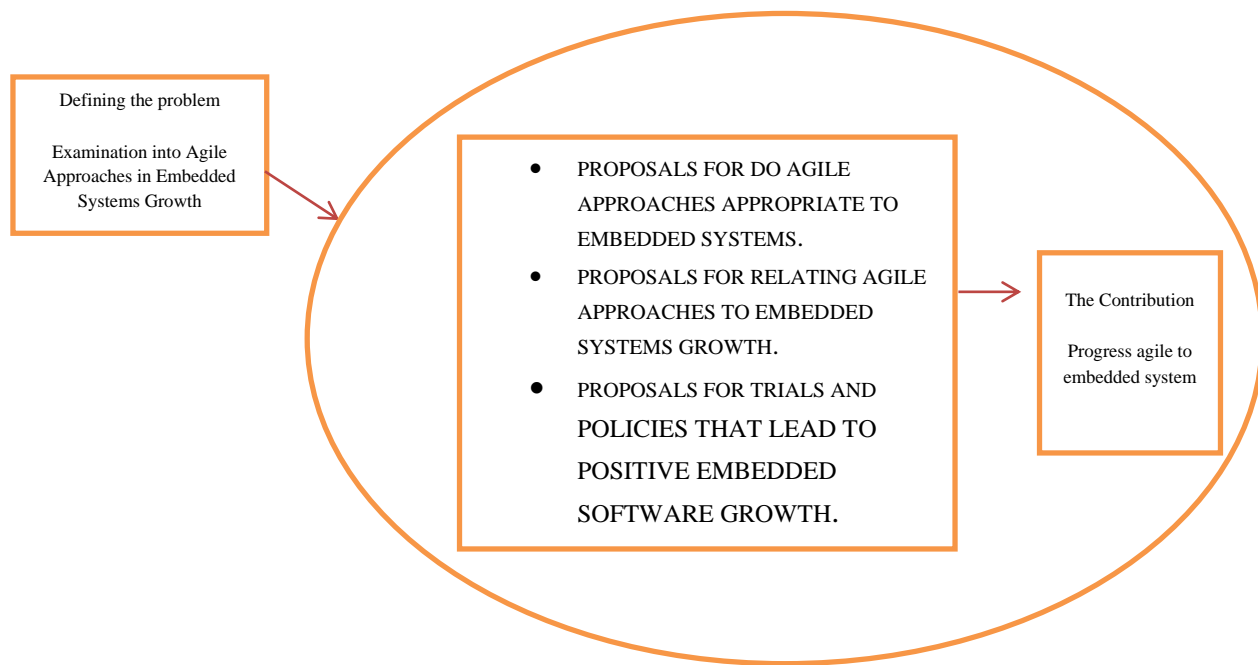 Defining the problem
Examination into Agile
Approaches in Embedded
Systems Growth
• PROPOSALS FOR DO AGILE
APPROACHES APPROPRIATE TO
EMBEDDED SYSTEMS.
• PROPOSALS FOR RELATING AGILE
APPROACHES TO EMBEDDED
SYSTEMS GROWTH.
• PROPOSALS FOR TRIALS AND
POLICIES THAT LEAD TO
POSITIVE EMBEDDED
SOFTWARE GROWTH.
The Contribution
Progress agile to
embedded system